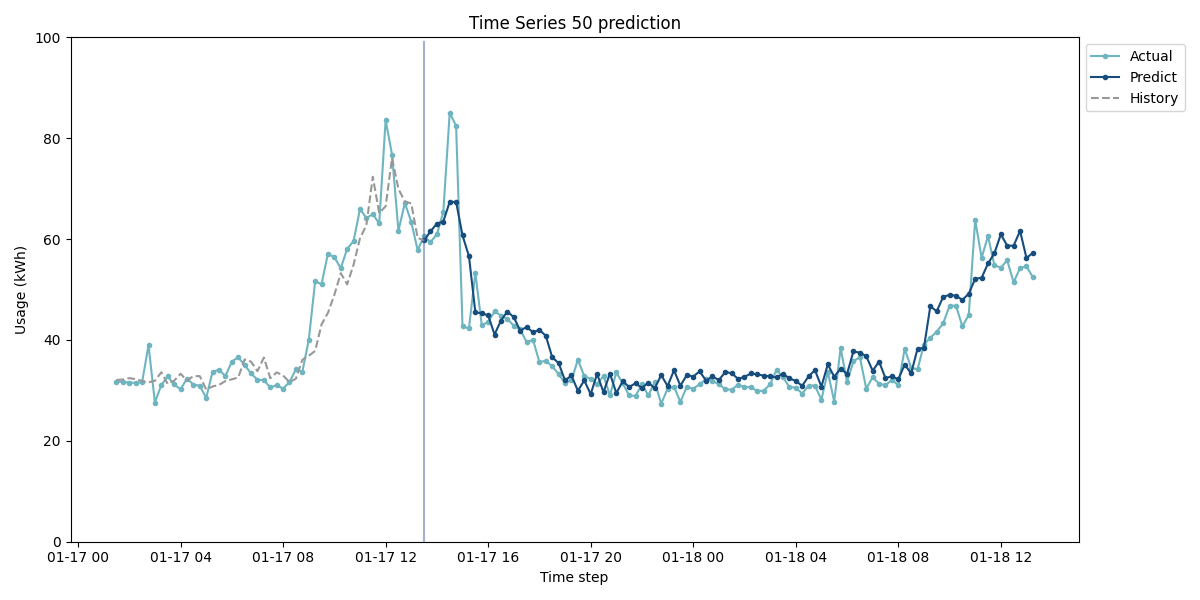 Time Series 50 prediction
Usage (kWh)
100
80
60
40
20
0
01-17 00
01-17 04
01-17 08
01-17 12
01-17 16
01-17 20
01-18 00
01-18 04
01-18 08
01-18 12
Time step
Actual
Predict
History